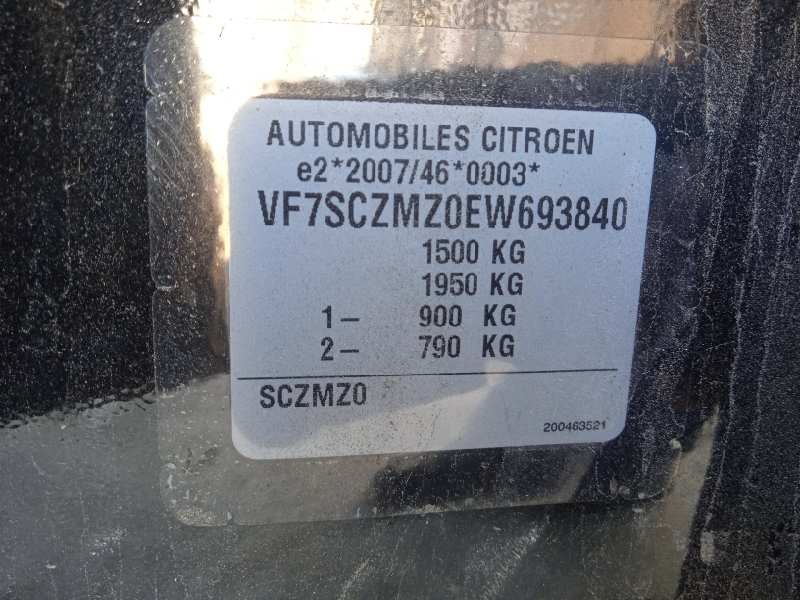 AUTOMOBILES CITROEN
e2*2007/46*0003*
VF7SCZMZ0EW693840
1500 KG
1950 KG
1– 900 KG
2– 790 KG
SCZMZ0
200463521